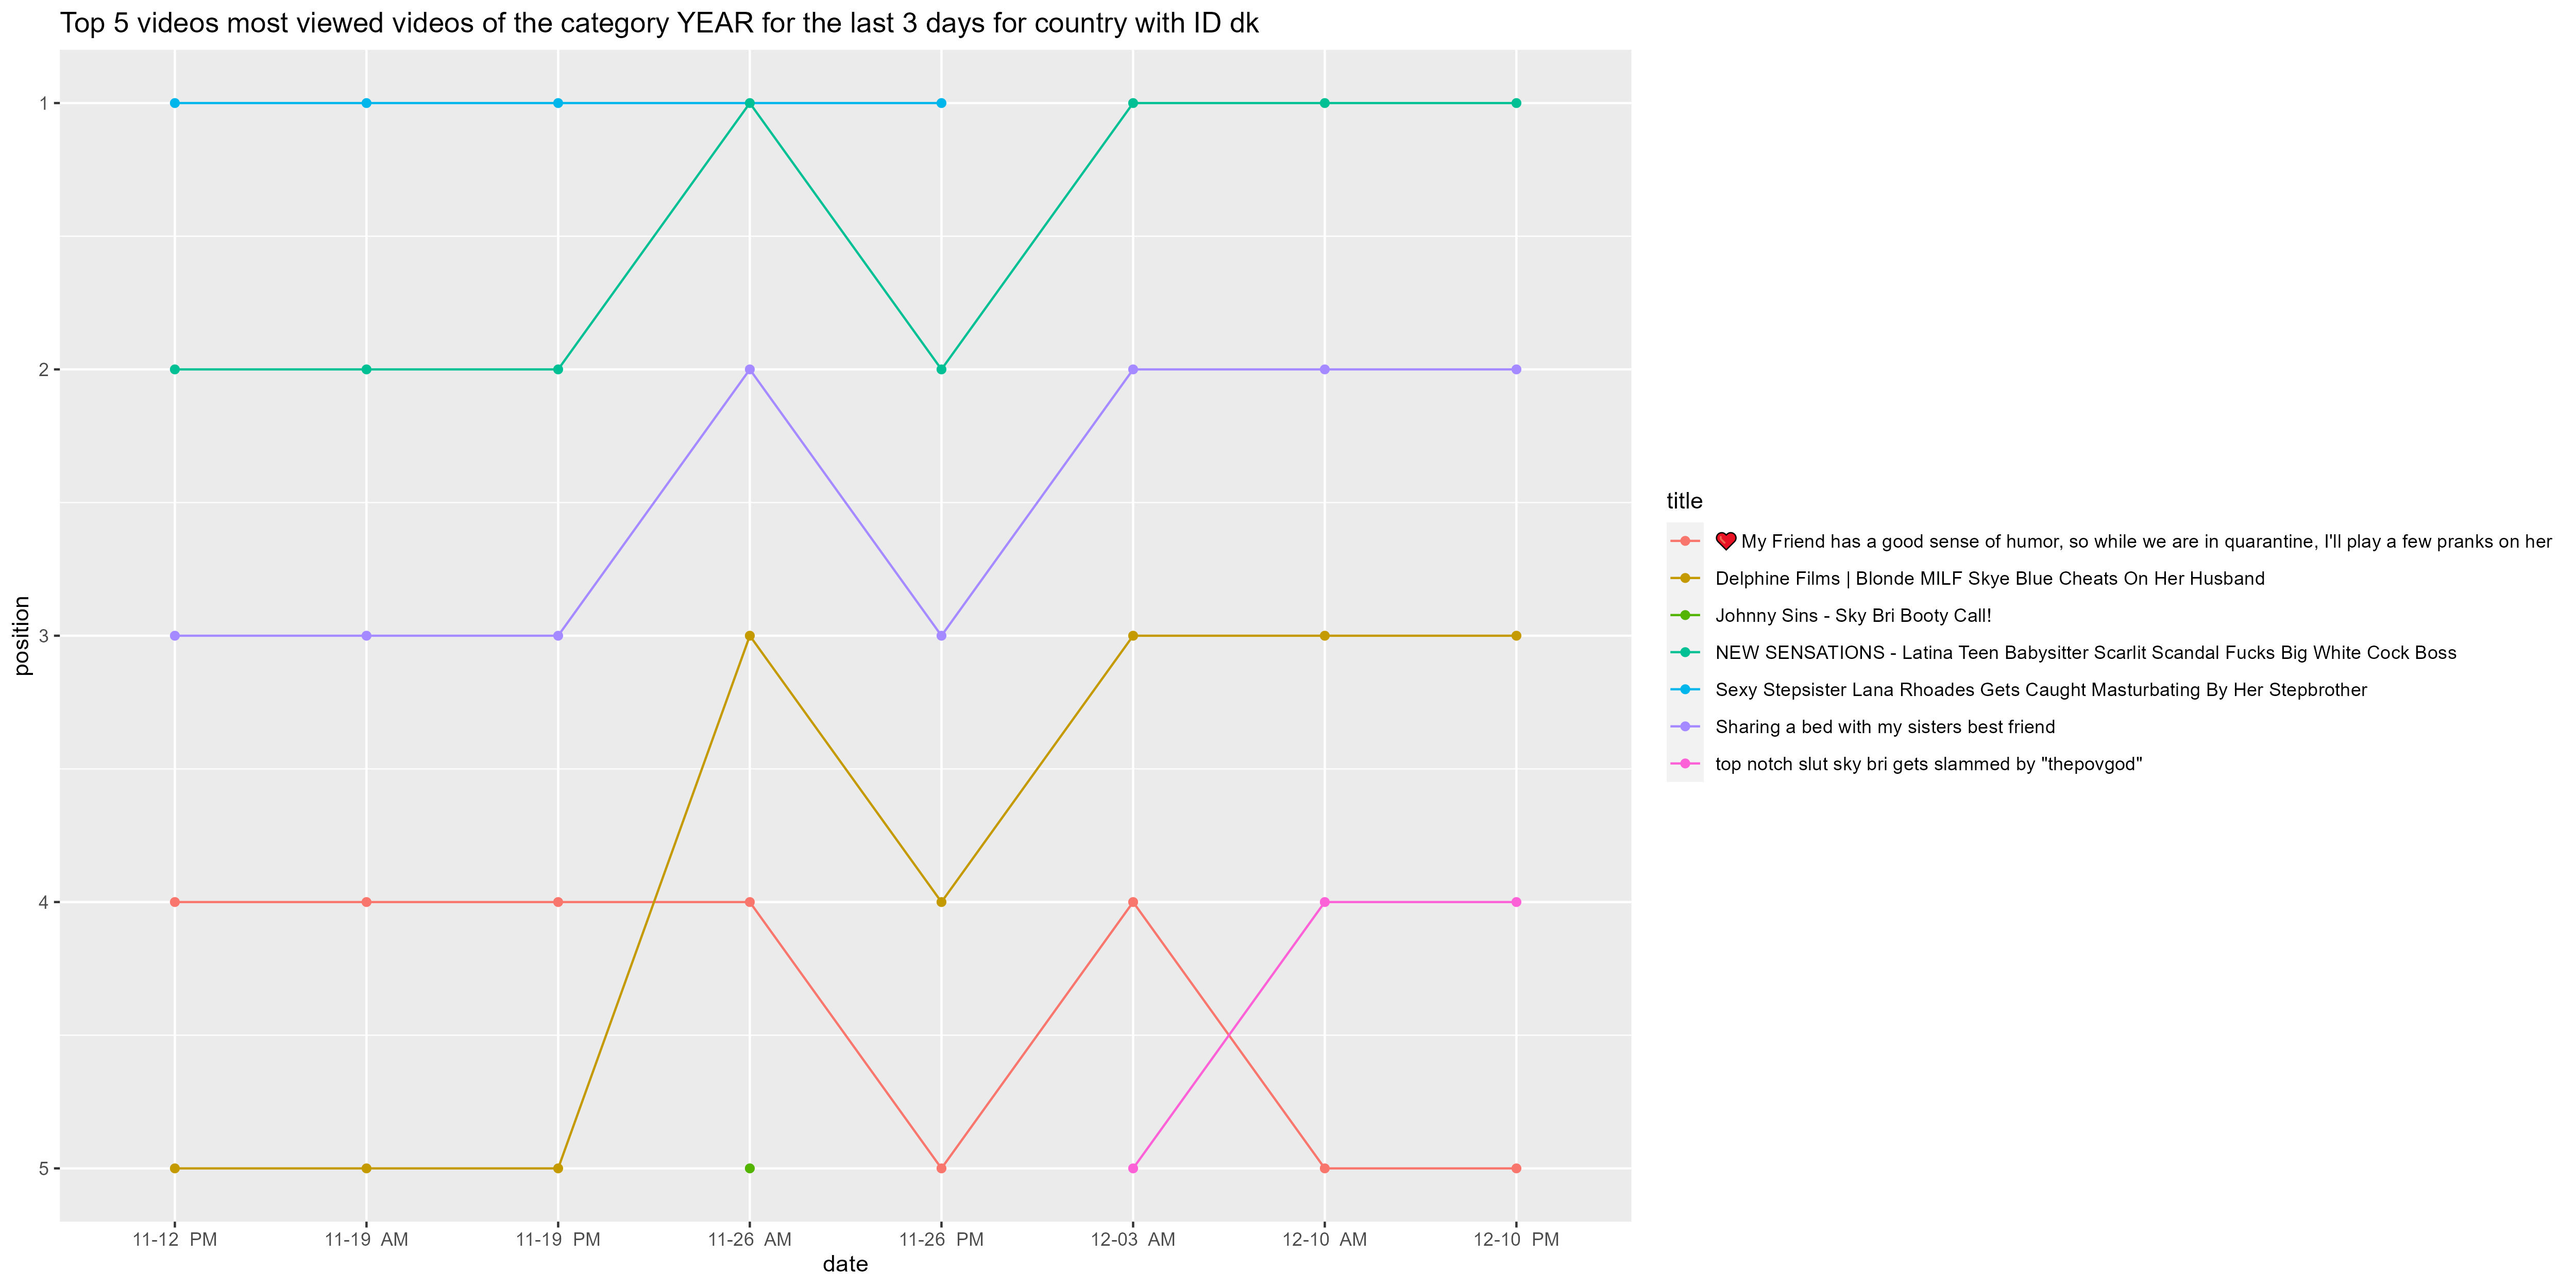 Top 5 videos most viewed videos of the category YEAR for the last 3 days for country with ID dk
position
1
2
3
4
5
11-12 PM
11-19 AM
11-19 PM
11-26 AM
11-26 PM
12-03 AM
12-10 AM
12-10 PM
date
title
❤ My Friend has a good sense of humor, so while we are in quarantine, I'll play a few pranks on her
Delphine Films | Blonde MILF Skye Blue Cheats On Her Husband
Johnny Sins - Sky Bri Booty Call!
NEW SENSATIONS - Latina Teen Babysitter Scarlit Scandal Fucks Big White Cock Boss
Sexy Stepsister Lana Rhoades Gets Caught Masturbating By Her Stepbrother
Sharing a bed with my sisters best friend
top notch slut sky bri gets slammed by "thepovgod"